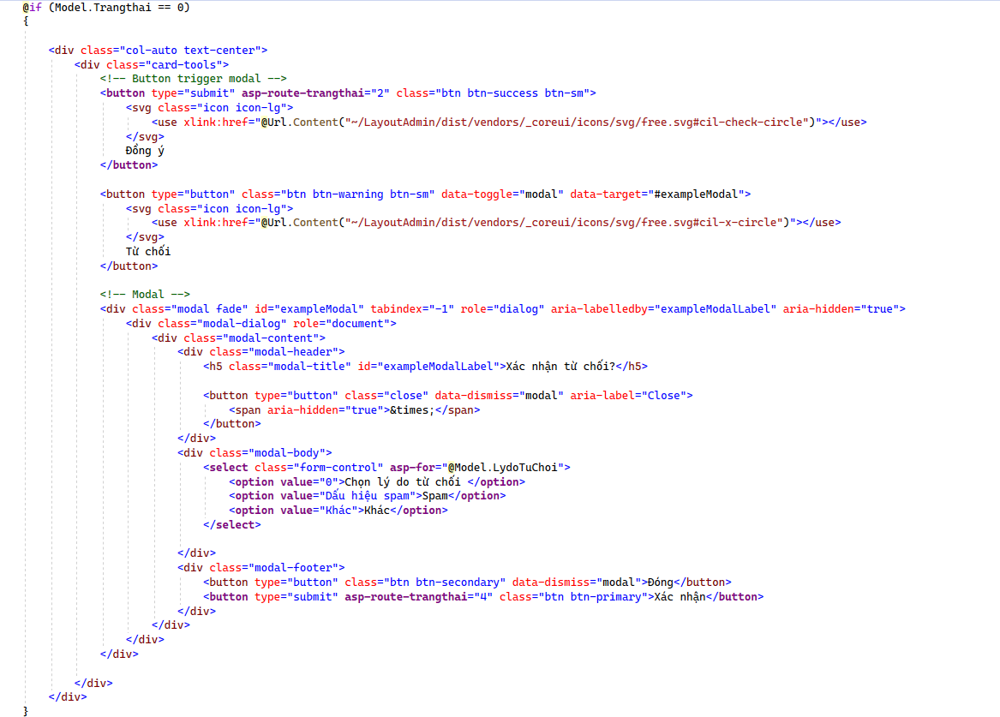 @if (Model.Trangthai == 0)
{
<div class="col-auto text-center">
<div class="card-tools">
<!-- Button trigger modal -->
<button type="submit" asp-route-trangthai="2" class="btn btn-success btn-sm">
<svg class="icon icon-lg">
<use xlink:href="@Url.Content("~/LayoutAdmin/dist/vendors/_coreui/icons/svg/free.svg#cil-check-circle")"></use>
</svg>
Đồng ý
</button>
<button type="button" class="btn btn-warning btn-sm" data-toggle="modal" data-target="#exampleModal">
<svg class="icon icon-lg">
<use xlink:href="@Url.Content("~/LayoutAdmin/dist/vendors/_coreui/icons/svg/free.svg#cil-x-circle")"></use>
</svg>
Từ chối
</button>
<!-- Modal -->
<div class="modal fade" id="exampleModal" tabindex="-1" role="dialog" aria-labelledby="exampleModalLabel" aria-hidden="true">
<div class="modal-dialog" role="document">
<div class="modal-content">
<div class="modal-header">
<h5 class="modal-title" id="exampleModalLabel">Xác nhận từ chối?</h5>
<button type="button" class="close" data-dismiss="modal" aria-label="Close">
<span aria-hidden="true">&times;</span>
</button>
</div>
<div class="modal-body">
<select class="form-control" asp-for="@Model.LydoTuChoi">
<option value="0">Chọn lý do từ chối </option>
<option value="Dấu hiệu spam">Spam</option>
<option value="Khác">Khác</option>
</select>
</div>
<div class="modal-footer">
<button type="button" class="btn btn-secondary" data-dismiss="modal">Đóng</button>
<button type="submit" asp-route-trangthai="4" class="btn btn-primary">Xác nhận</button>
</div>
</div>
</div>
</div>
</div>
</div>
}